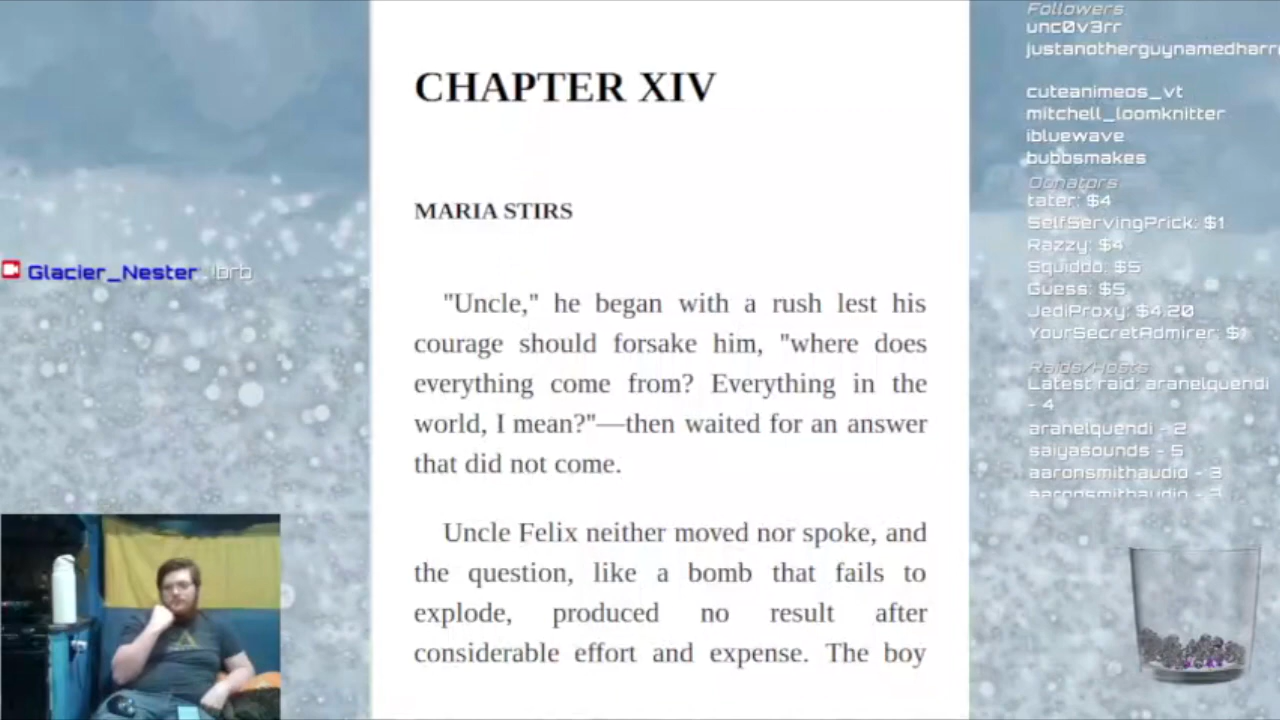 CHAPTER XIV
MARIA STIRS
"Uncle," he began with a rush lest his
courage should forsake him, "where does
everything come from? Everything in the
world, I mean?"—then waited for an answer
that did not come.
Uncle Felix neither moved nor spoke, and
the question, like a bomb that fails to
explode, produced no result after
considerable effort and expense. The boy
Glacier_Nester !brb
Followers
unc0v3rr
justanotherguynamedharr
cuteanimeos_vt
mitchell_loomknitter
ibluewave
bubbsmakes
Donators
tater: $4
SelfServingPrick: $1
Razzy: $4
Squiddo: $5
Guess: $5
JediProxy: $4.20
YourSecretAdmirer: $1
Raids/Hosts
Latest raid: aranelquendi
- 4
aranelquendi - 2
saiyasounds - 5
aaronsmithaudio - 3
aaronsmithaudio - 3